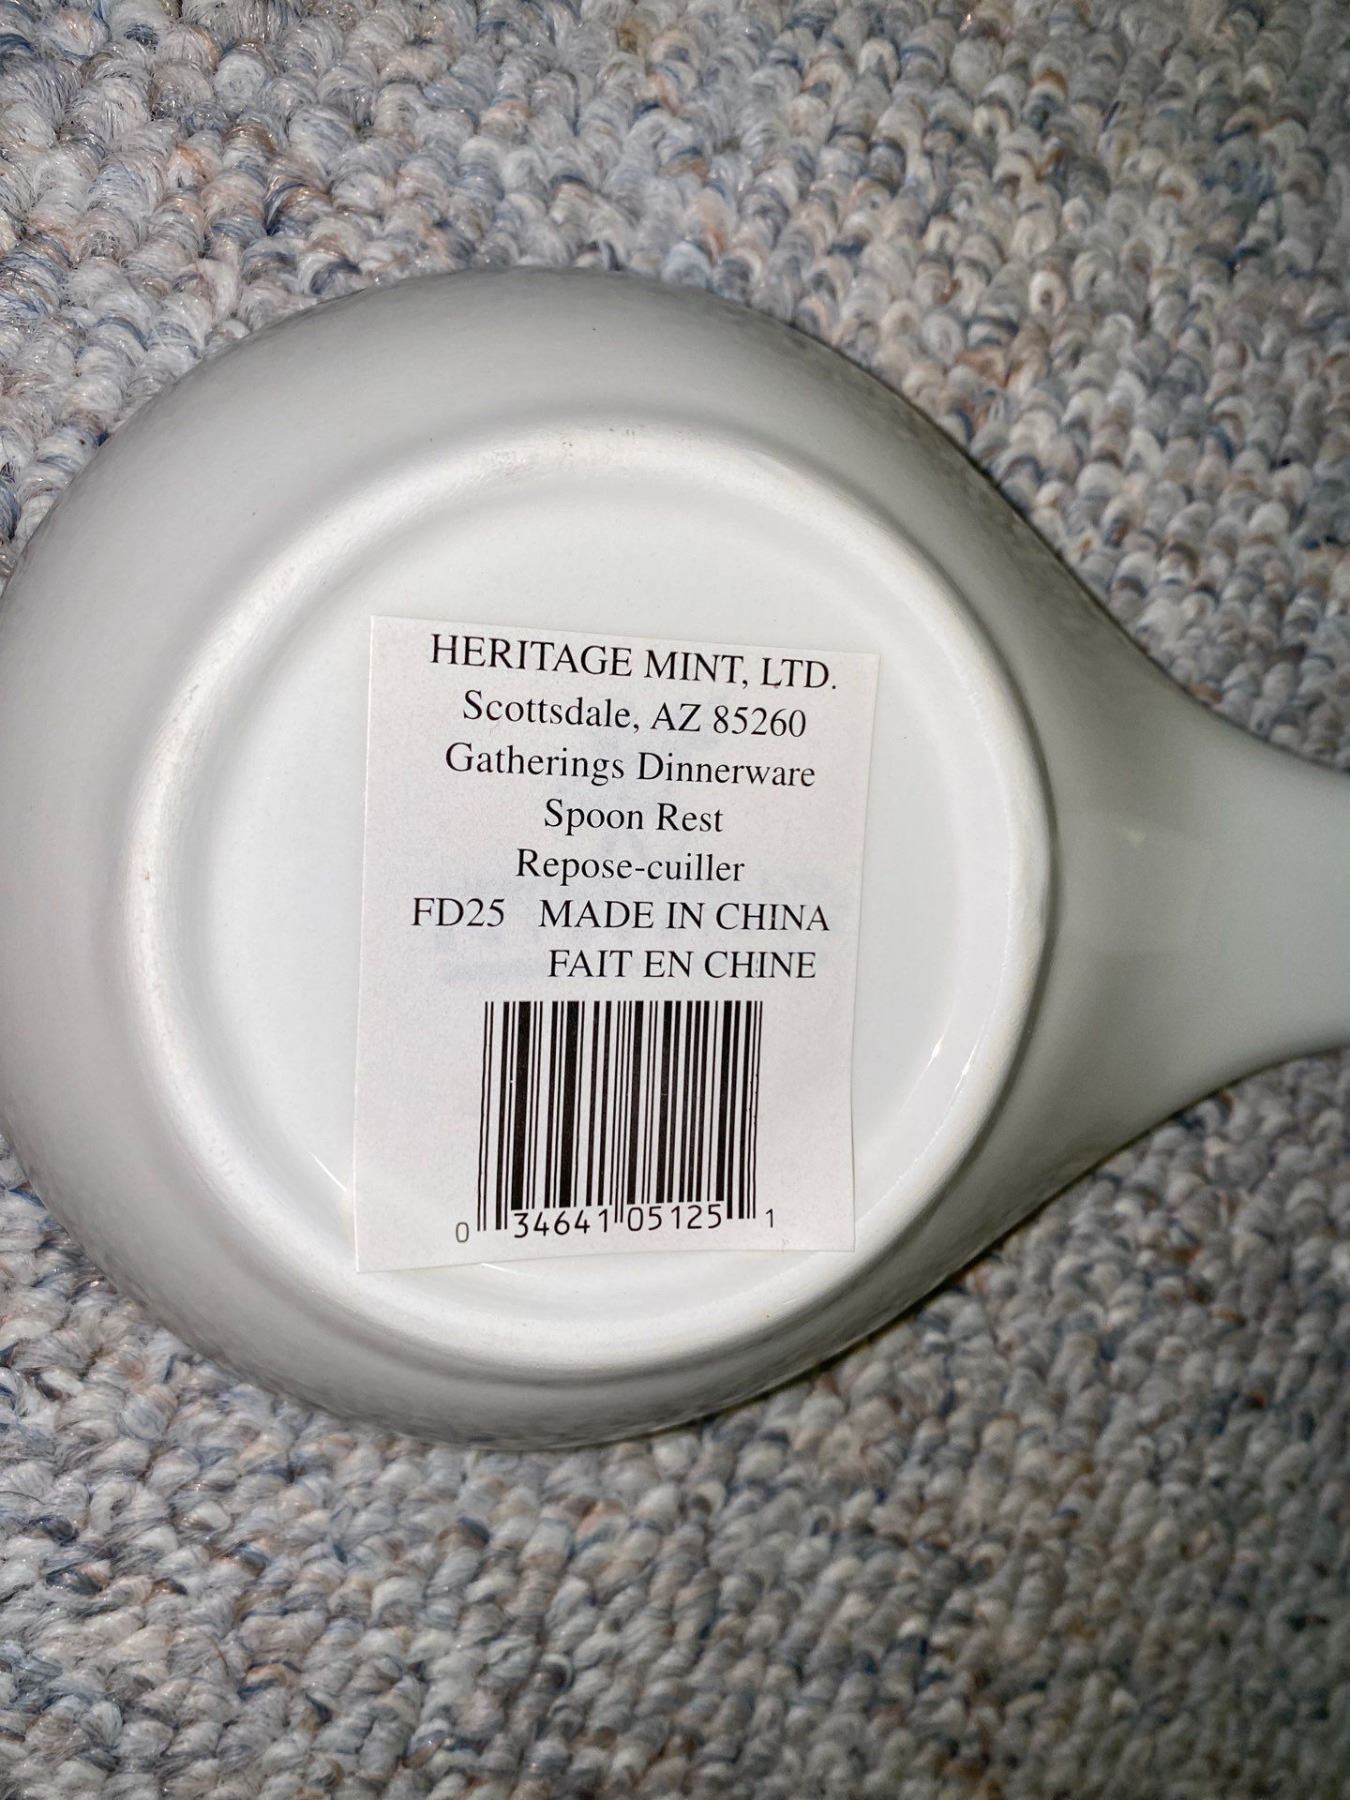 HERITAGE MINT, LTD.
Scottsdale, AZ 85260
Gatherings Dinnerware
Spoon Rest
Repose-cuiller
FD25 MADE IN CHINA
FAIT EN CHINE
0 34641 05125 1